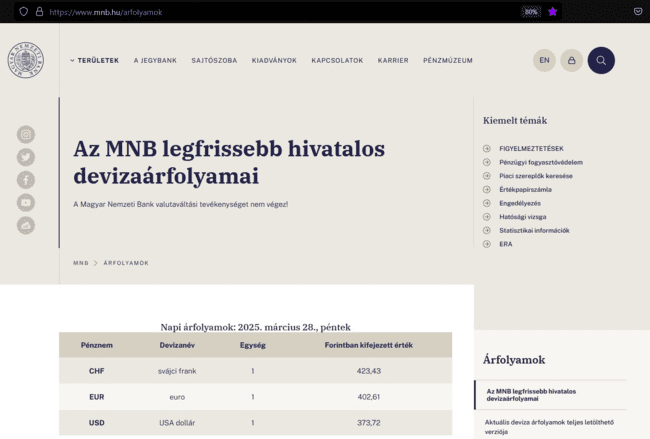 https://www.mnb.hu/arfolyamok
80%
TERÜLETEK A JEGYBANK SAJTÓSZOBA KIADVÁNYOK KAPCSOLATOK KARRIER PÉNZMÚZEUM EN
Az MNB legfrissebb hivatalos
devizaárfolyamai
A Magyar Nemzeti Bank valutaváltási tevékenységet nem végez!
MNB > ÁRFOLYAMOK
Kiemelt témák
FIGYELMEZTETÉSEK
Pénzügyi fogyasztóvédelem
Piaci szereplők keresése
Értékpapírszámla
Engedélyezés
Hatósági vizsga
Statisztikai információk
ERA
Napi árfolyamok: 2025. március 28., péntek
Pénznem Devizanév Egység Forintban kifejezett érték
CHF svájci frank 1 423,43
EUR euro 1 402,61
USD USA dollár 1 373,72
Árfolyamok
Az MNB legfrissebb hivatalos
devizaárfolyamai
Aktuális deviza árfolyamok teljes letölthető
verziója